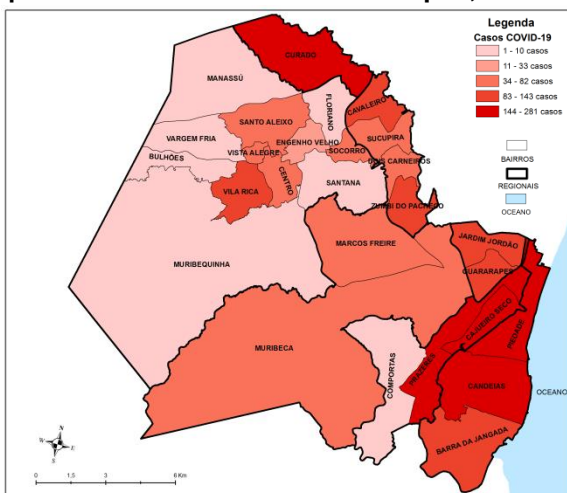 Legenda
Casos COVID-19
1 - 10 casos
11 - 33 casos
34 - 82 casos
83 - 143 casos
144 - 281 casos
BAIRROS
REGIONAIS
OCEANO
CURADO
MANASSÚ
FLORIANO
CAVALEIRO
SANTO ALEIXO
SUCUPIRA
VARGEM FRIA
ENGENHO VELHO
SOCORRO
VISTA ALEGRE
BULHÕES
DOIS CARNEIROS
CENTRO
SANTANA
VILA RICA
ZUMBI DO PACHECO
MURIBEQUINHA
JARDIM JORDÃO
MARCOS FREIRE
GUARARAPES
CAJUEIRO SECO
PIEDADE
MURIBECA
COMPORTAS
PRAZERES
CANDEIAS
OCEANO
BARRA DA JANGADA
N
W
E
S
0 1,5 3 6 Km